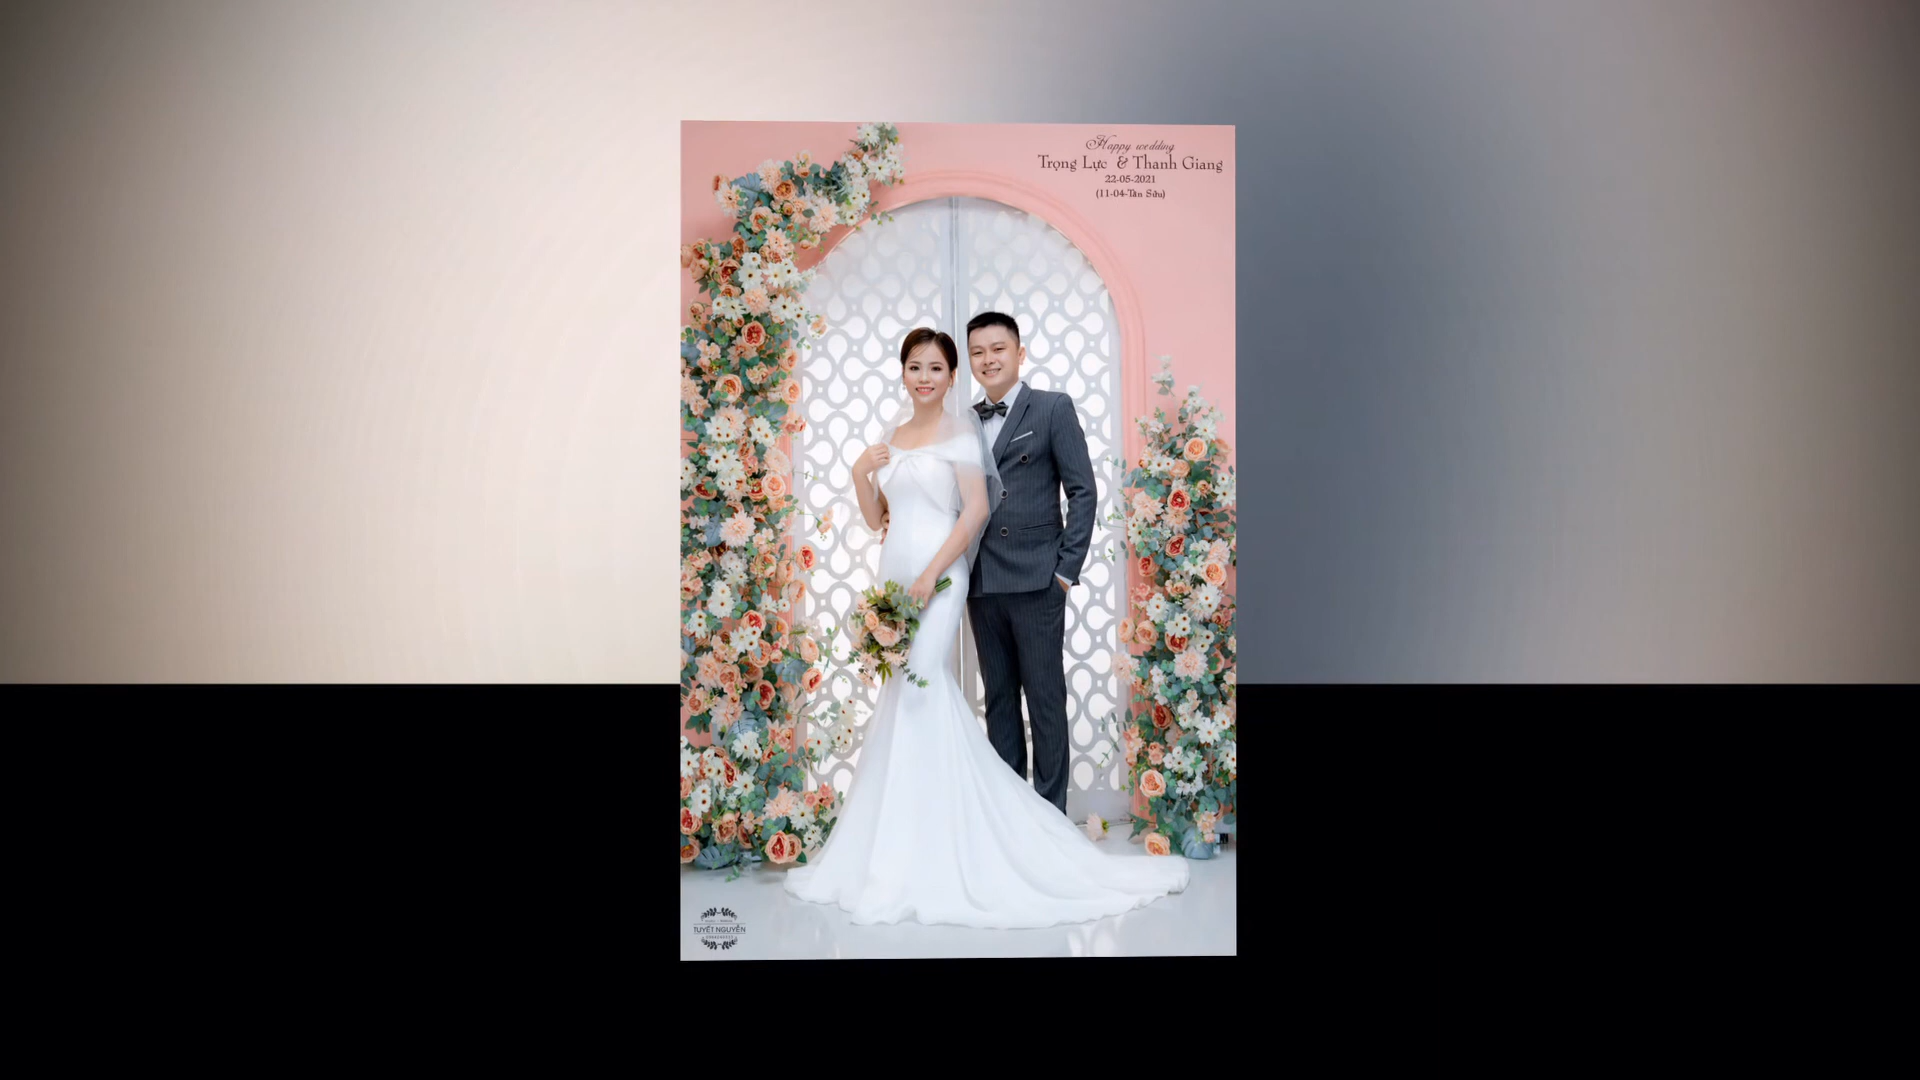 Happy wedding
Trọng Lực & Thanh Giang
22-05-2021
(11-04-Tân Sửu)
TUYẾT NGUYỄN